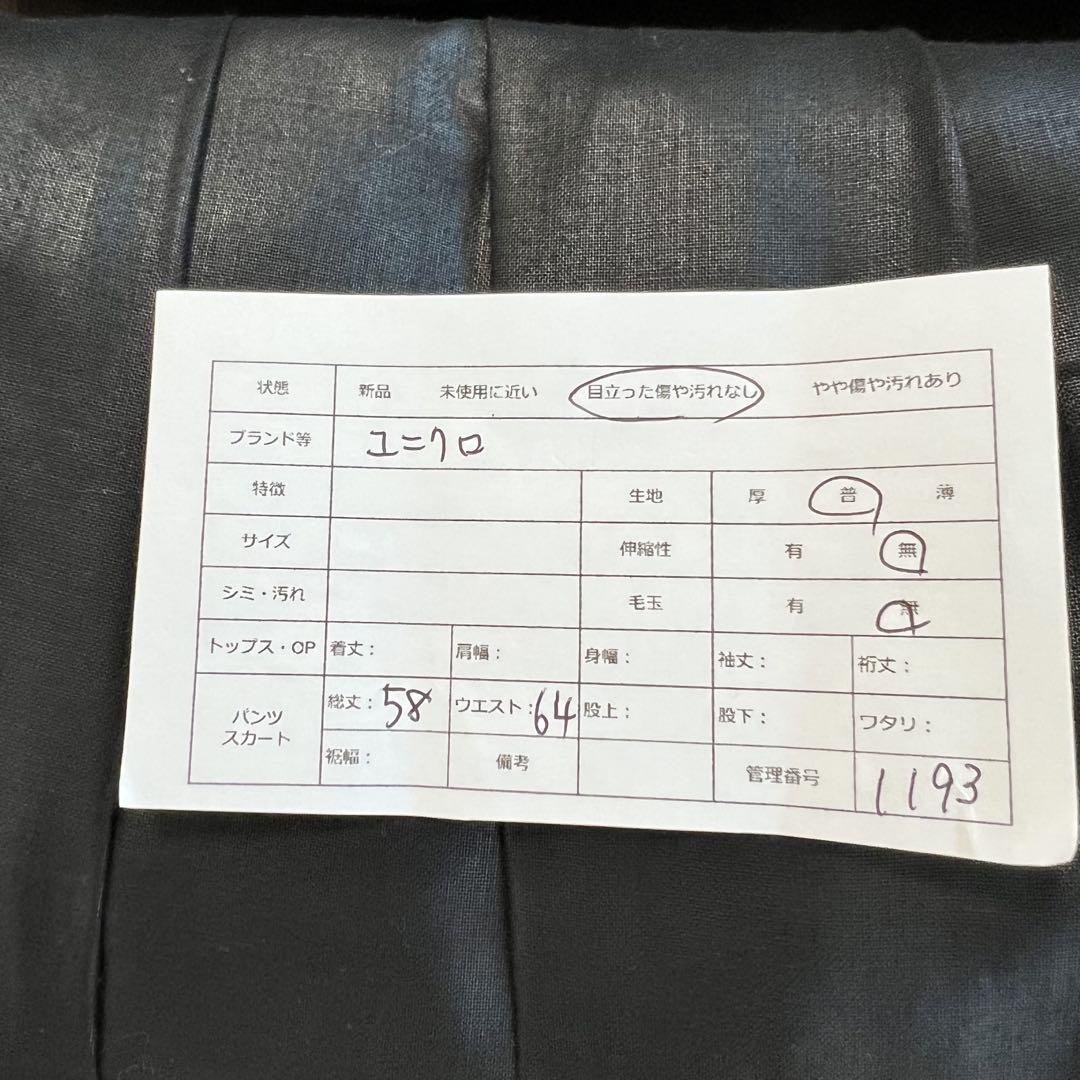 状態 新品 未使用に近い 目立った傷や汚れなし やや傷や汚れあり
ブランド等 ユニクロ
特徴 生地 厚 普 薄
サイズ 伸縮性 有 無
シミ・汚れ 毛玉 有 無
トップス・OP 着丈: 肩幅: 身幅: 袖丈: 裄丈:
パンツ スカート 総丈:58 ウエスト:64 股上: 股下: ワタリ:
裾幅: 備考 管理番号 1193